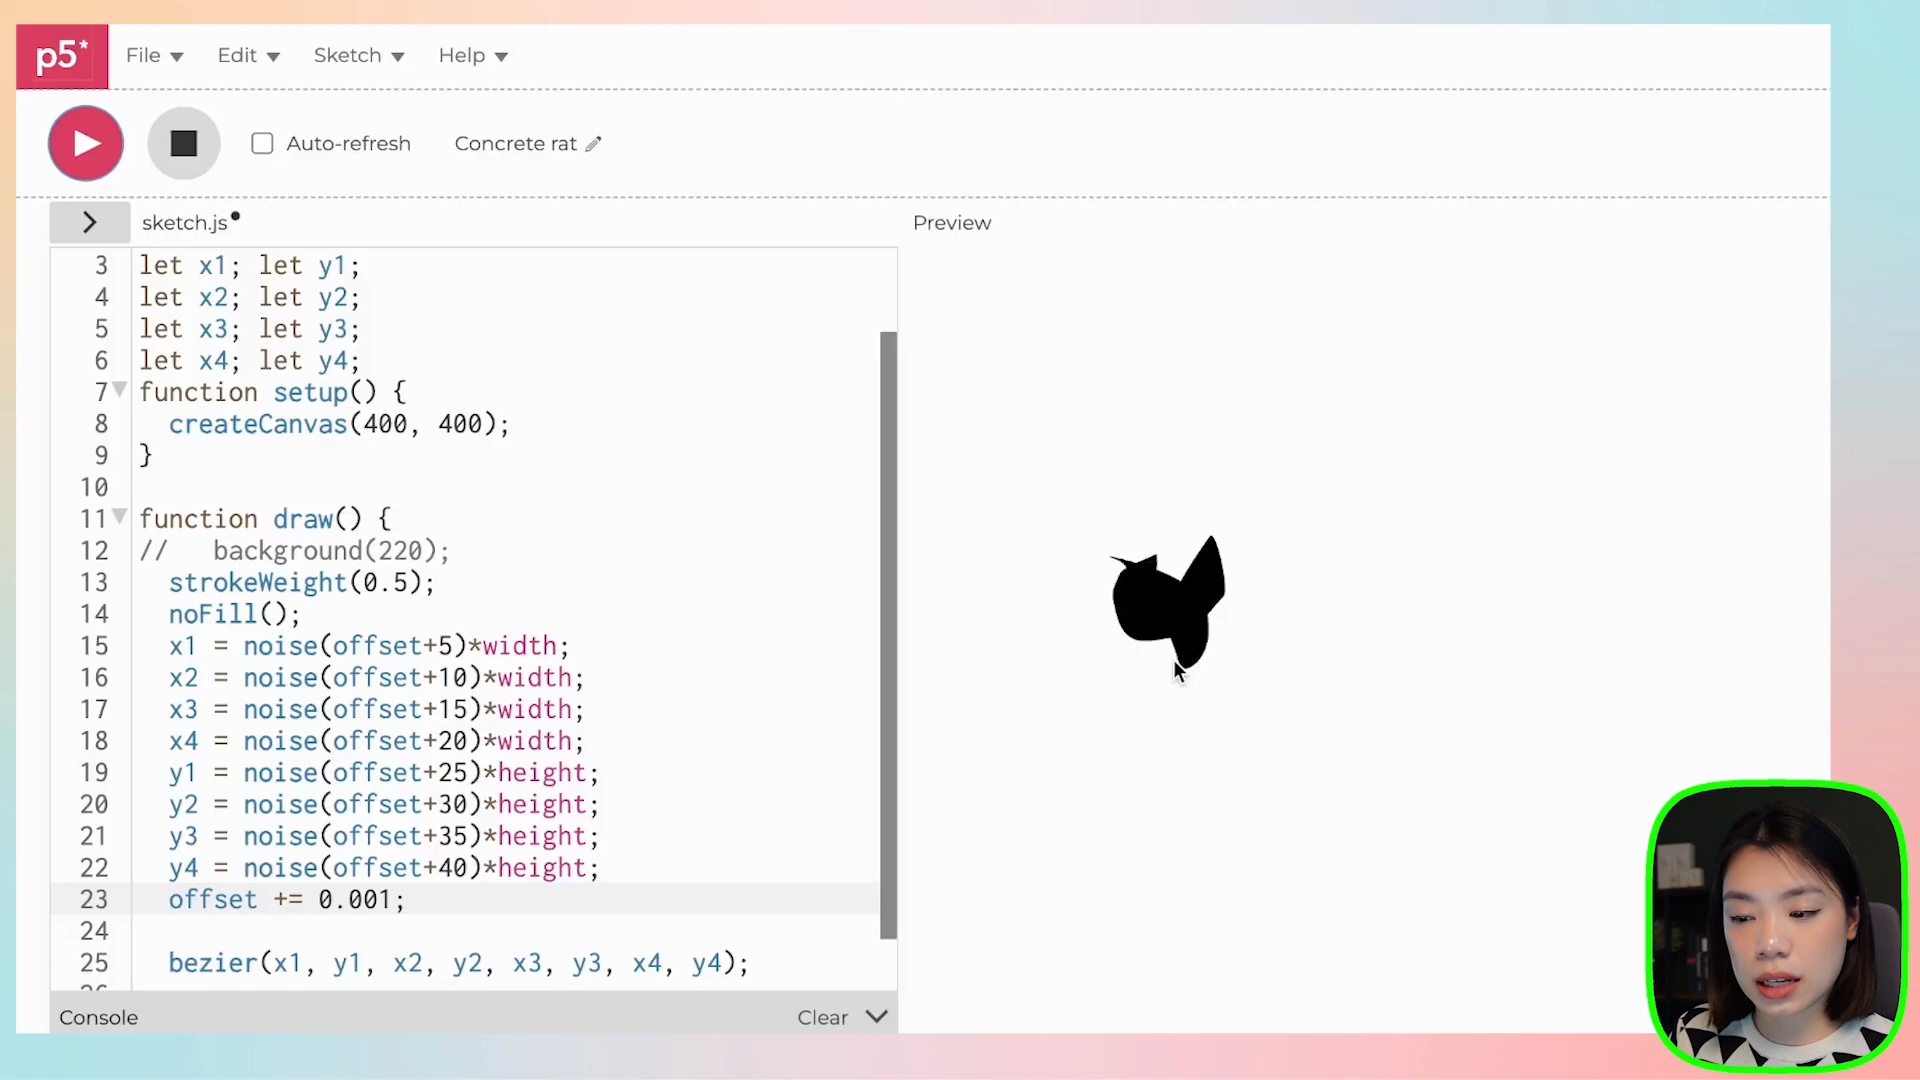 p5*
File Edit Sketch Help
Auto-refresh Concrete rat
sketch.js
Preview
3 let x1; let y1;
4 let x2; let y2;
5 let x3; let y3;
6 let x4; let y4;
7 function setup() {
8 createCanvas(400, 400);
9 }
10
11 function draw() {
12 // background(220);
13 strokeWeight(0.5);
14 noFill();
15 x1 = noise(offset+5)*width;
16 x2 = noise(offset+10)*width;
17 x3 = noise(offset+15)*width;
18 x4 = noise(offset+20)*width;
19 y1 = noise(offset+25)*height;
20 y2 = noise(offset+30)*height;
21 y3 = noise(offset+35)*height;
22 y4 = noise(offset+40)*height;
23 offset += 0.001;
24
25 bezier(x1, y1, x2, y2, x3, y3, x4, y4);
Console Clear